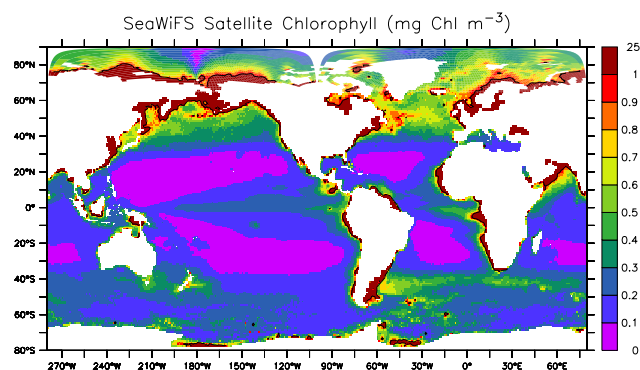 SeaWiFS Satellite Chlorophyll (mg Chl m⁻³)
80°N
60°N
40°N
20°N
0°
20°S
40°S
60°S
80°S
270°W 240°W 210°W 180°W 150°W 120°W 90°W 60°W 30°W 0° 30°E 60°E
25
1
0.9
0.8
0.7
0.6
0.5
0.4
0.3
0.2
0.1
0